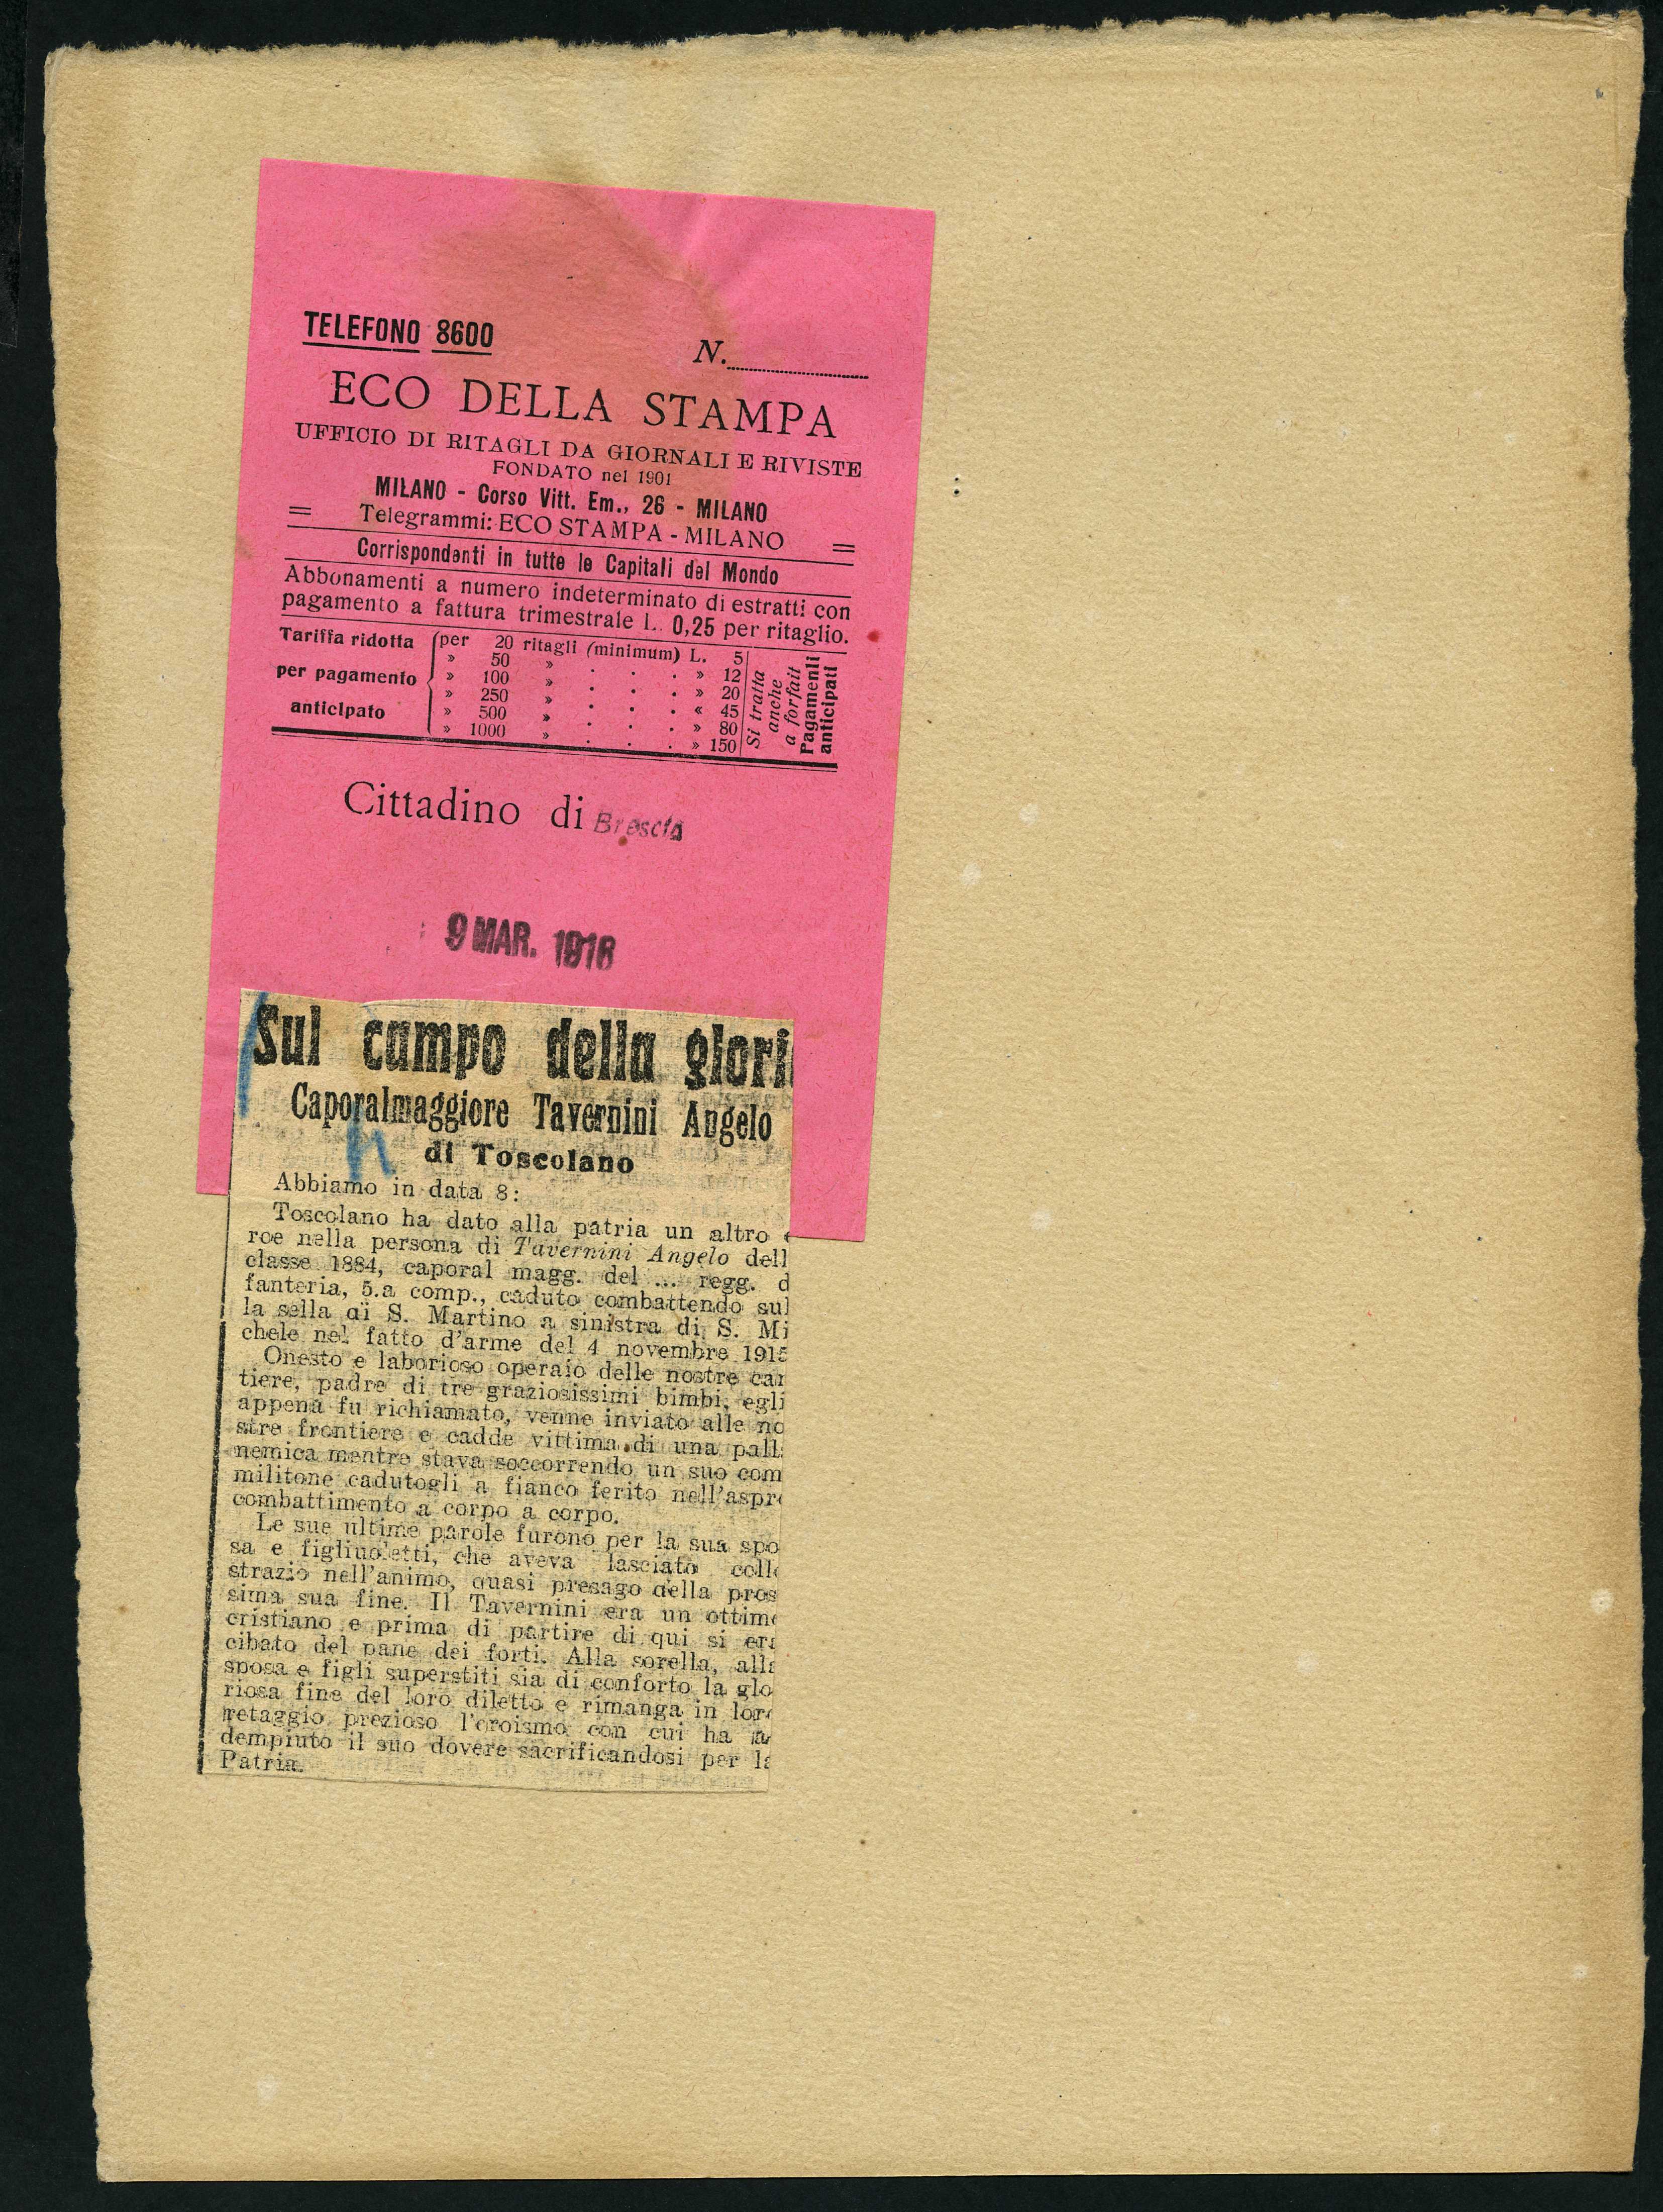 TELEFONO 8600
N.
ECO DELLA STAMPA
UFFICIO DI RITAGLI DA GIORNALI E RIVISTE
FONDATO nel 1901
MILANO - Corso Vitt. Em., 26 - MILANO
= Telegrammi: ECO STAMPA - MILANO =
Corrispondenti in tutte le Capitali del Mondo
Abbonamenti a numero indeterminato di estratti con
pagamento a fattura trimestrale L. 0,25 per ritaglio.
Tariffa ridotta
per pagamento
anticipato
per 20 ritagli (minimum) L. 5
» 50 » . . . » 12
» 100 » . . . » 20
» 250 » . . . « 45
» 500 » . . . » 80
» 1000 » . . . » 150
Si tratta
anche
a forfait
Pagamenti
anticipati
Cittadino di Brescia
9 MAR. 1916
Sul campo della glori
Caporalmaggiore Tavernini Angelo
di Toscolano
Abbiamo in data 8:
Toscolano ha dato alla patria un altro e
roe nella persona di Tavernini Angelo dell
classe 1884, caporal magg. del ... regg. d
fanteria, 5.a comp., caduto combattendo sul
la sella di S. Martino a sinistra di S. Mi
chele nel fatto d'arme del 4 novembre 1915
Onesto e laborioso operaio delle nostre car
tiere, padre di tre graziosissimi bimbi, egli
appena fu richiamato, venne inviato alle no
stre frontiere e cadde vittima di una pall
nemica mentre stava soccorrendo un suo com
militone cadutogli a fianco ferito nell'aspr
combattimento a corpo a corpo.
Le sue ultime parole furono per la sua spo
sa e figliuoletti, che aveva lasciato coll
strazio nell'animo, quasi presago della pros
sima sua fine. Il Tavernini era un ottim
cristiano e prima di partire di qui si er
cibato del pane dei forti. Alla sorella, all
sposa e figli superstiti sia di conforto la glo
riosa fine del loro diletto e rimanga in lor
retaggio prezioso l'eroismo con cui ha a
dempiuto il suo dovere sacrificandosi per l
Patria.